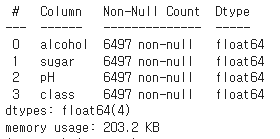 #   Column   Non-Null Count  Dtype
---  ------   --------------  -----
 0   alcohol  6497 non-null   float64
 1   sugar    6497 non-null   float64
 2   pH       6497 non-null   float64
 3   class    6497 non-null   float64
dtypes: float64(4)
memory usage: 203.2 KB